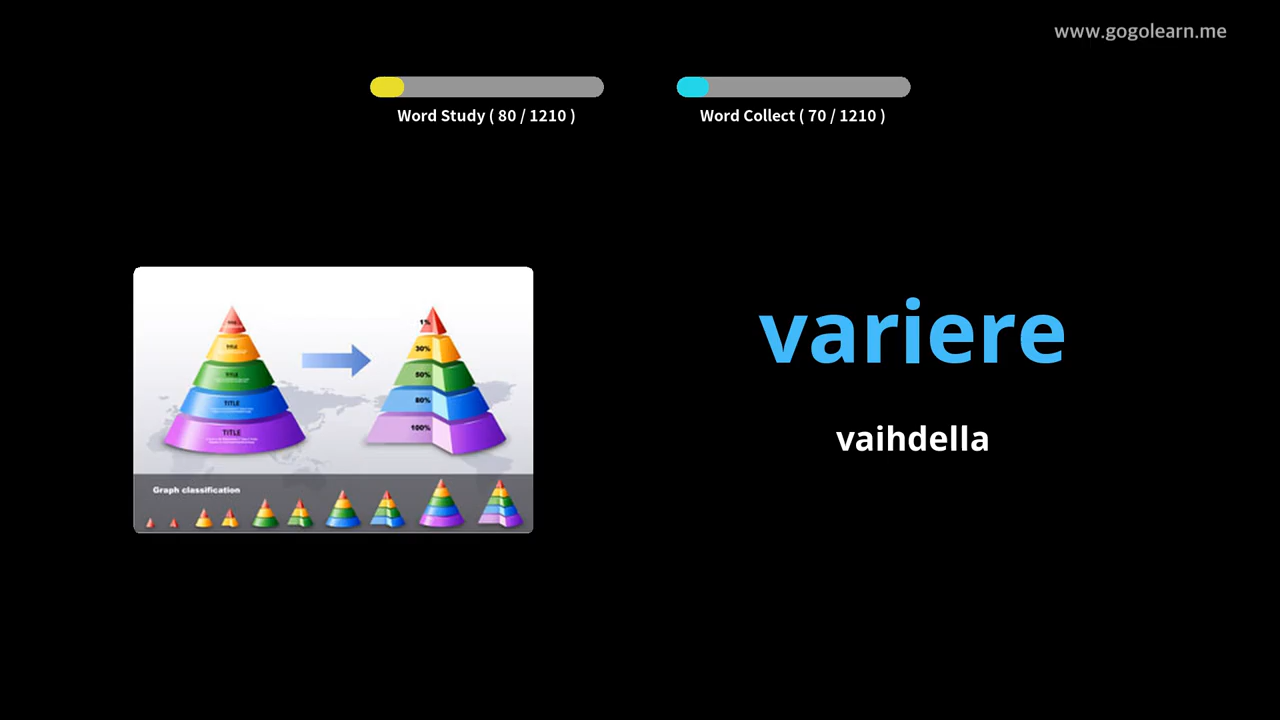 www.gogolearn.me
Word Study ( 80 / 1210 )
Word Collect ( 70 / 1210 )
variere
vaihdella
TITLE
TITLE
TITLE
TITLE
1%
30%
50%
80%
100%
Graph classification